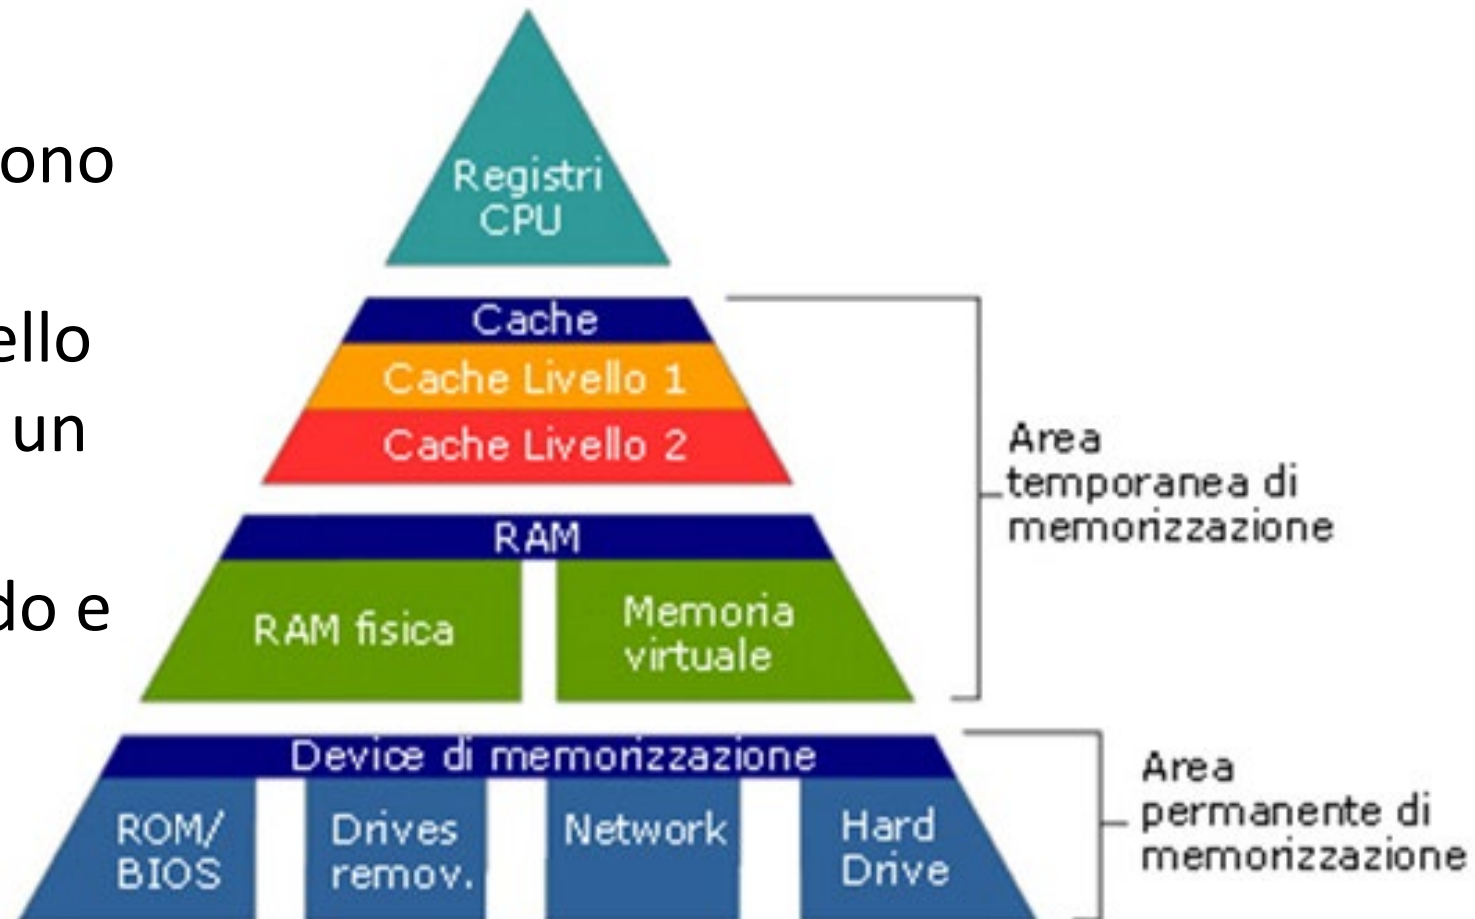 ono
ello
un
do e
Registri
CPU
Cache
Cache Livello 1
Cache Livello 2
RAM
RAM fisica
Memoria
virtuale
Area
temporanea di
memorizzazione
Device di memorizzazione
ROM/
BIOS
Drives
remov.
Network
Hard
Drive
Area
permanente di
memorizzazione